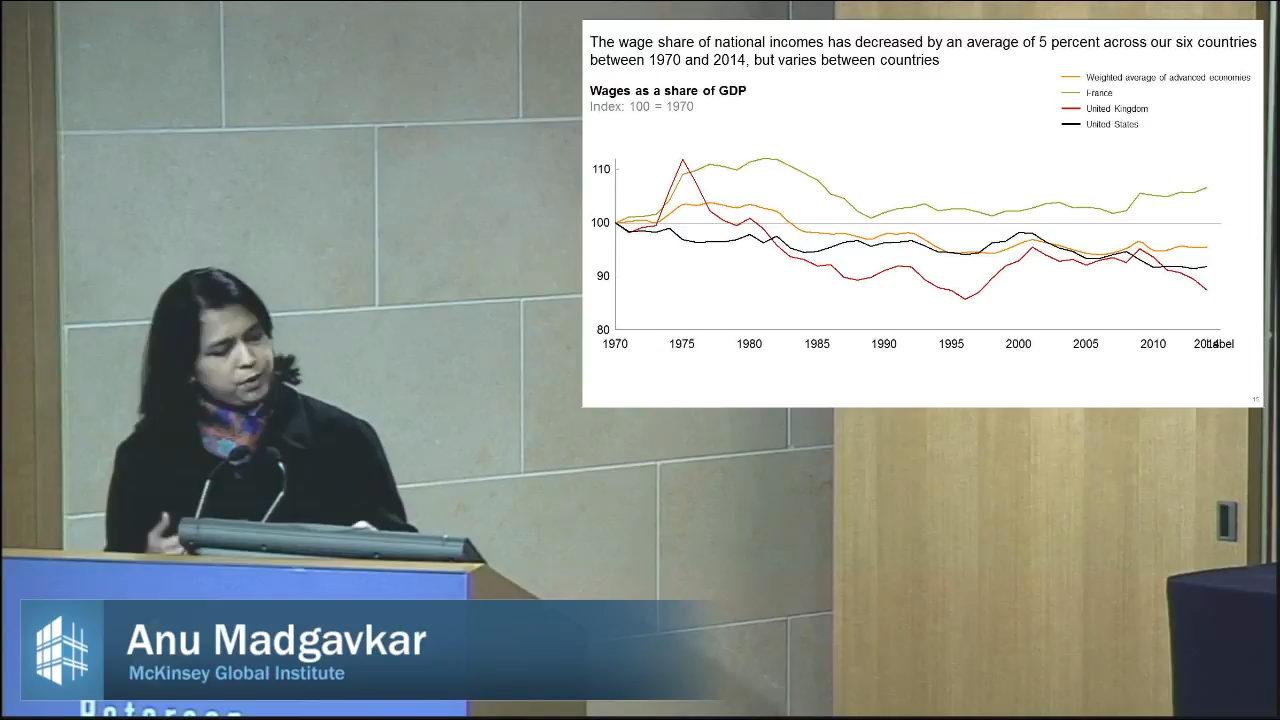 The wage share of national incomes has decreased by an average of 5 percent across our six countries
between 1970 and 2014, but varies between countries
Wages as a share of GDP
Index: 100 = 1970
Weighted average of advanced economies
France
United Kingdom
United States
110
100
90
80
1970 1975 1980 1985 1990 1995 2000 2005 2010 2014 Label
15
Anu Madgavkar
McKinsey Global Institute
Peterson